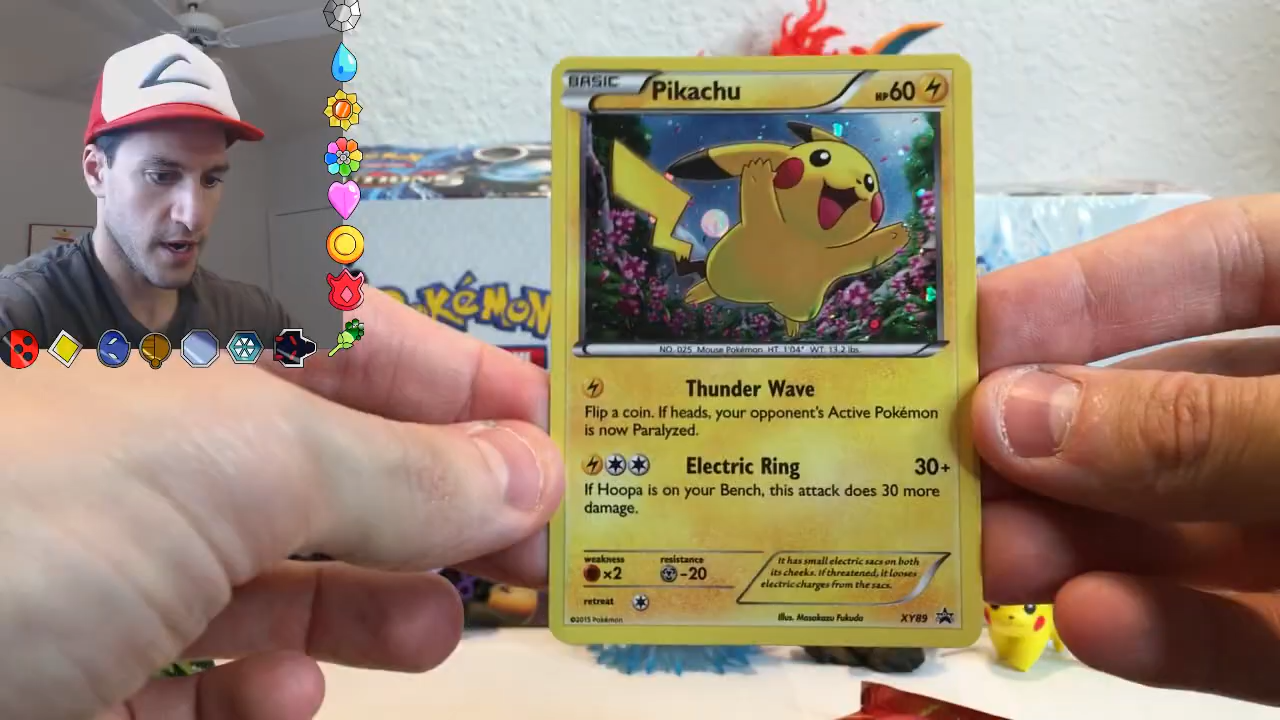 BASIC
Pikachu
HP60
NO. 025 Mouse Pokémon HT. 1'04" WT. 13.2 lbs.
Thunder Wave
Flip a coin. If heads, your opponent's Active Pokémon
is now Paralyzed.
Electric Ring 30+
If Hoopa is on your Bench, this attack does 30 more
damage.
weakness resistance
×2 -20
retreat
It has small electric sacs on both
its cheeks. If threatened, it looses
electric charges from the sacs.
©2015 Pokémon
Illus. Masakazu Fukuda
XY89
POKÉMON